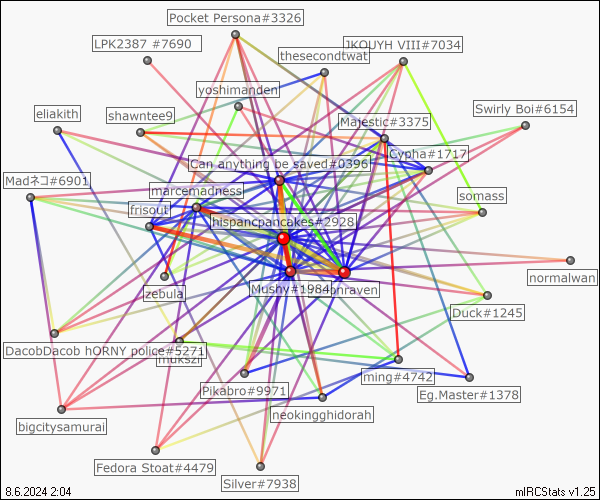 Pocket Persona#3326
LPK2387 #7690
thesecondtwat
JKOUYH VIII#7034
yoshimanden
eliakith
shawntee9
Majestic#3375
Swirly Boi#6154
Cypha#1717
Can anything be saved#0396
Madネコ#6901
marcemadness
somass
frisout
hispancpancakes#2928
normalwan
zebula
Mushy#1984
onraven
Duck#1245
DacobDacob hORNY police#5271
mukszi
ming#4742
Pikabro#9971
Eg.Master#1378
neokingghidorah
bigcitysamurai
Fedora Stoat#4479
Silver#7938
8.6.2024 2:04
mIRCStats v1.25